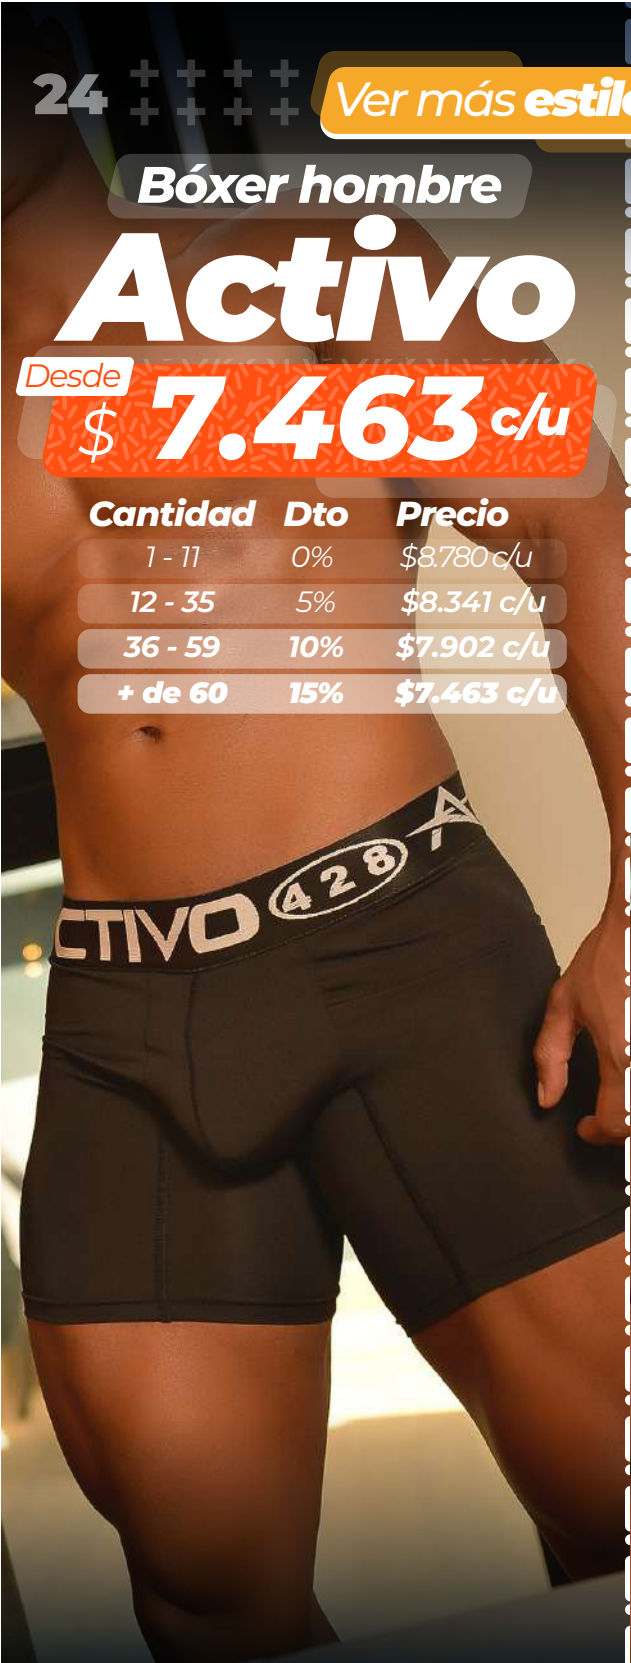 24
Ver más estilo
Bóxer hombre
Activo
Desde
$ 7.463 c/u
Cantidad Dto Precio
1 - 11 0% $8.780 c/u
12 - 35 5% $8.341 c/u
36 - 59 10% $7.902 c/u
+ de 60 15% $7.463 c/u
CTIVO 428 A